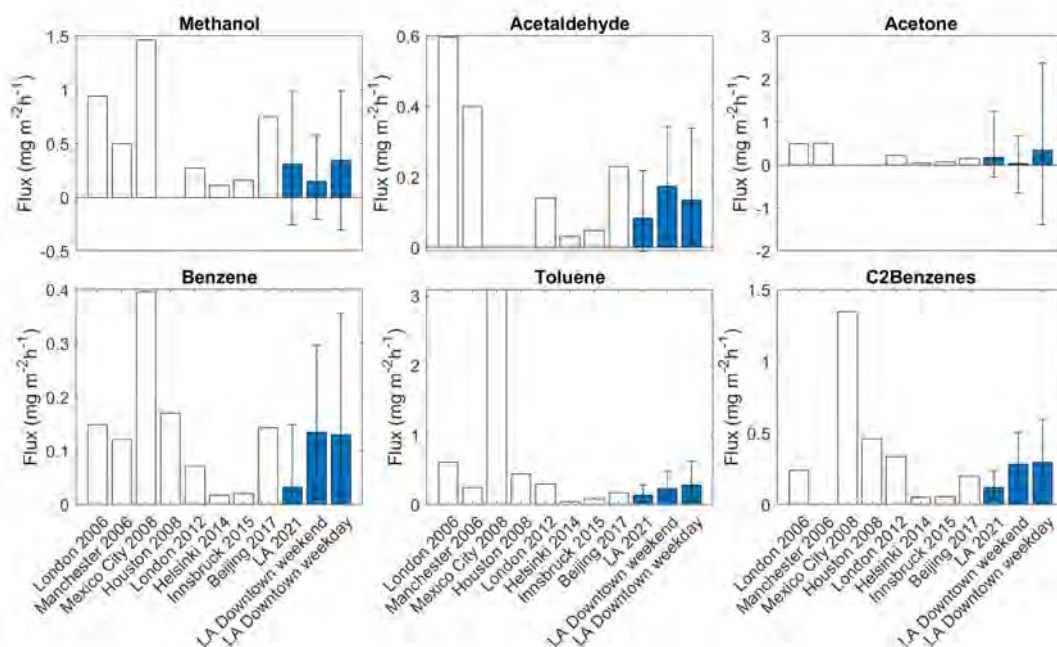 Methanol
Flux (mg m⁻²h⁻¹)
1.5
1
0.5
0
-0.5
Acetaldehyde
Flux (mg m⁻²h⁻¹)
0.6
0.4
0.2
0
Acetone
Flux (mg m⁻²h⁻¹)
3
2
1
0
-1
-2
Benzene
Flux (mg m⁻²h⁻¹)
0.4
0.3
0.2
0.1
0
London 2006
Manchester 2006
Mexico City 2008
Houston 2008
London 2012
Helsinki 2014
Innsbruck 2015
Beijing 2017
LA 2021
LA Downtown weekend
LA Downtown weekday
Toluene
Flux (mg m⁻²h⁻¹)
3
2
1
0
London 2006
Manchester 2006
Mexico City 2008
Houston 2008
London 2012
Helsinki 2014
Innsbruck 2015
Beijing 2017
LA 2021
LA Downtown weekend
LA Downtown weekday
C2Benzenes
Flux (mg m⁻²h⁻¹)
1.5
1
0.5
0
London 2006
Manchester 2006
Mexico City 2008
Houston 2008
London 2012
Helsinki 2014
Innsbruck 2015
Beijing 2017
LA 2021
LA Downtown weekend
LA Downtown weekday